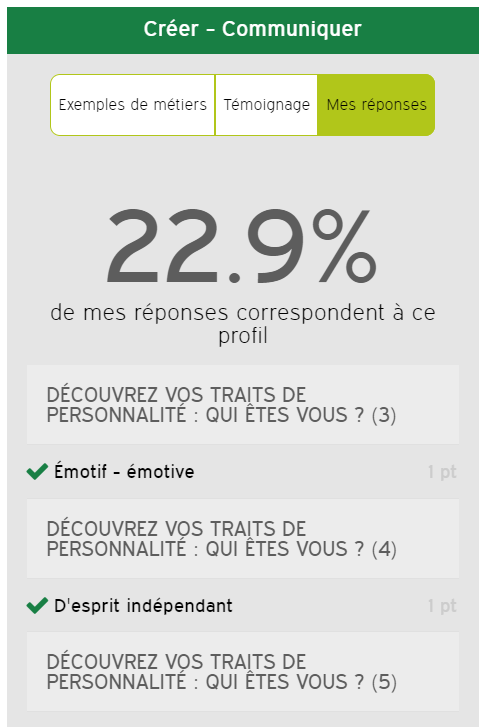 Créer - Communiquer
Exemples de métiers
Témoignage
Mes réponses
22.9%
de mes réponses correspondent à ce
profil
DÉCOUVREZ VOS TRAITS DE
PERSONNALITÉ : QUI ÊTES VOUS ? (3)
Émotif - émotive
1 pt
DÉCOUVREZ VOS TRAITS DE
PERSONNALITÉ : QUI ÊTES VOUS ? (4)
D'esprit indépendant
1 pt
DÉCOUVREZ VOS TRAITS DE
PERSONNALITÉ : QUI ÊTES VOUS ? (5)